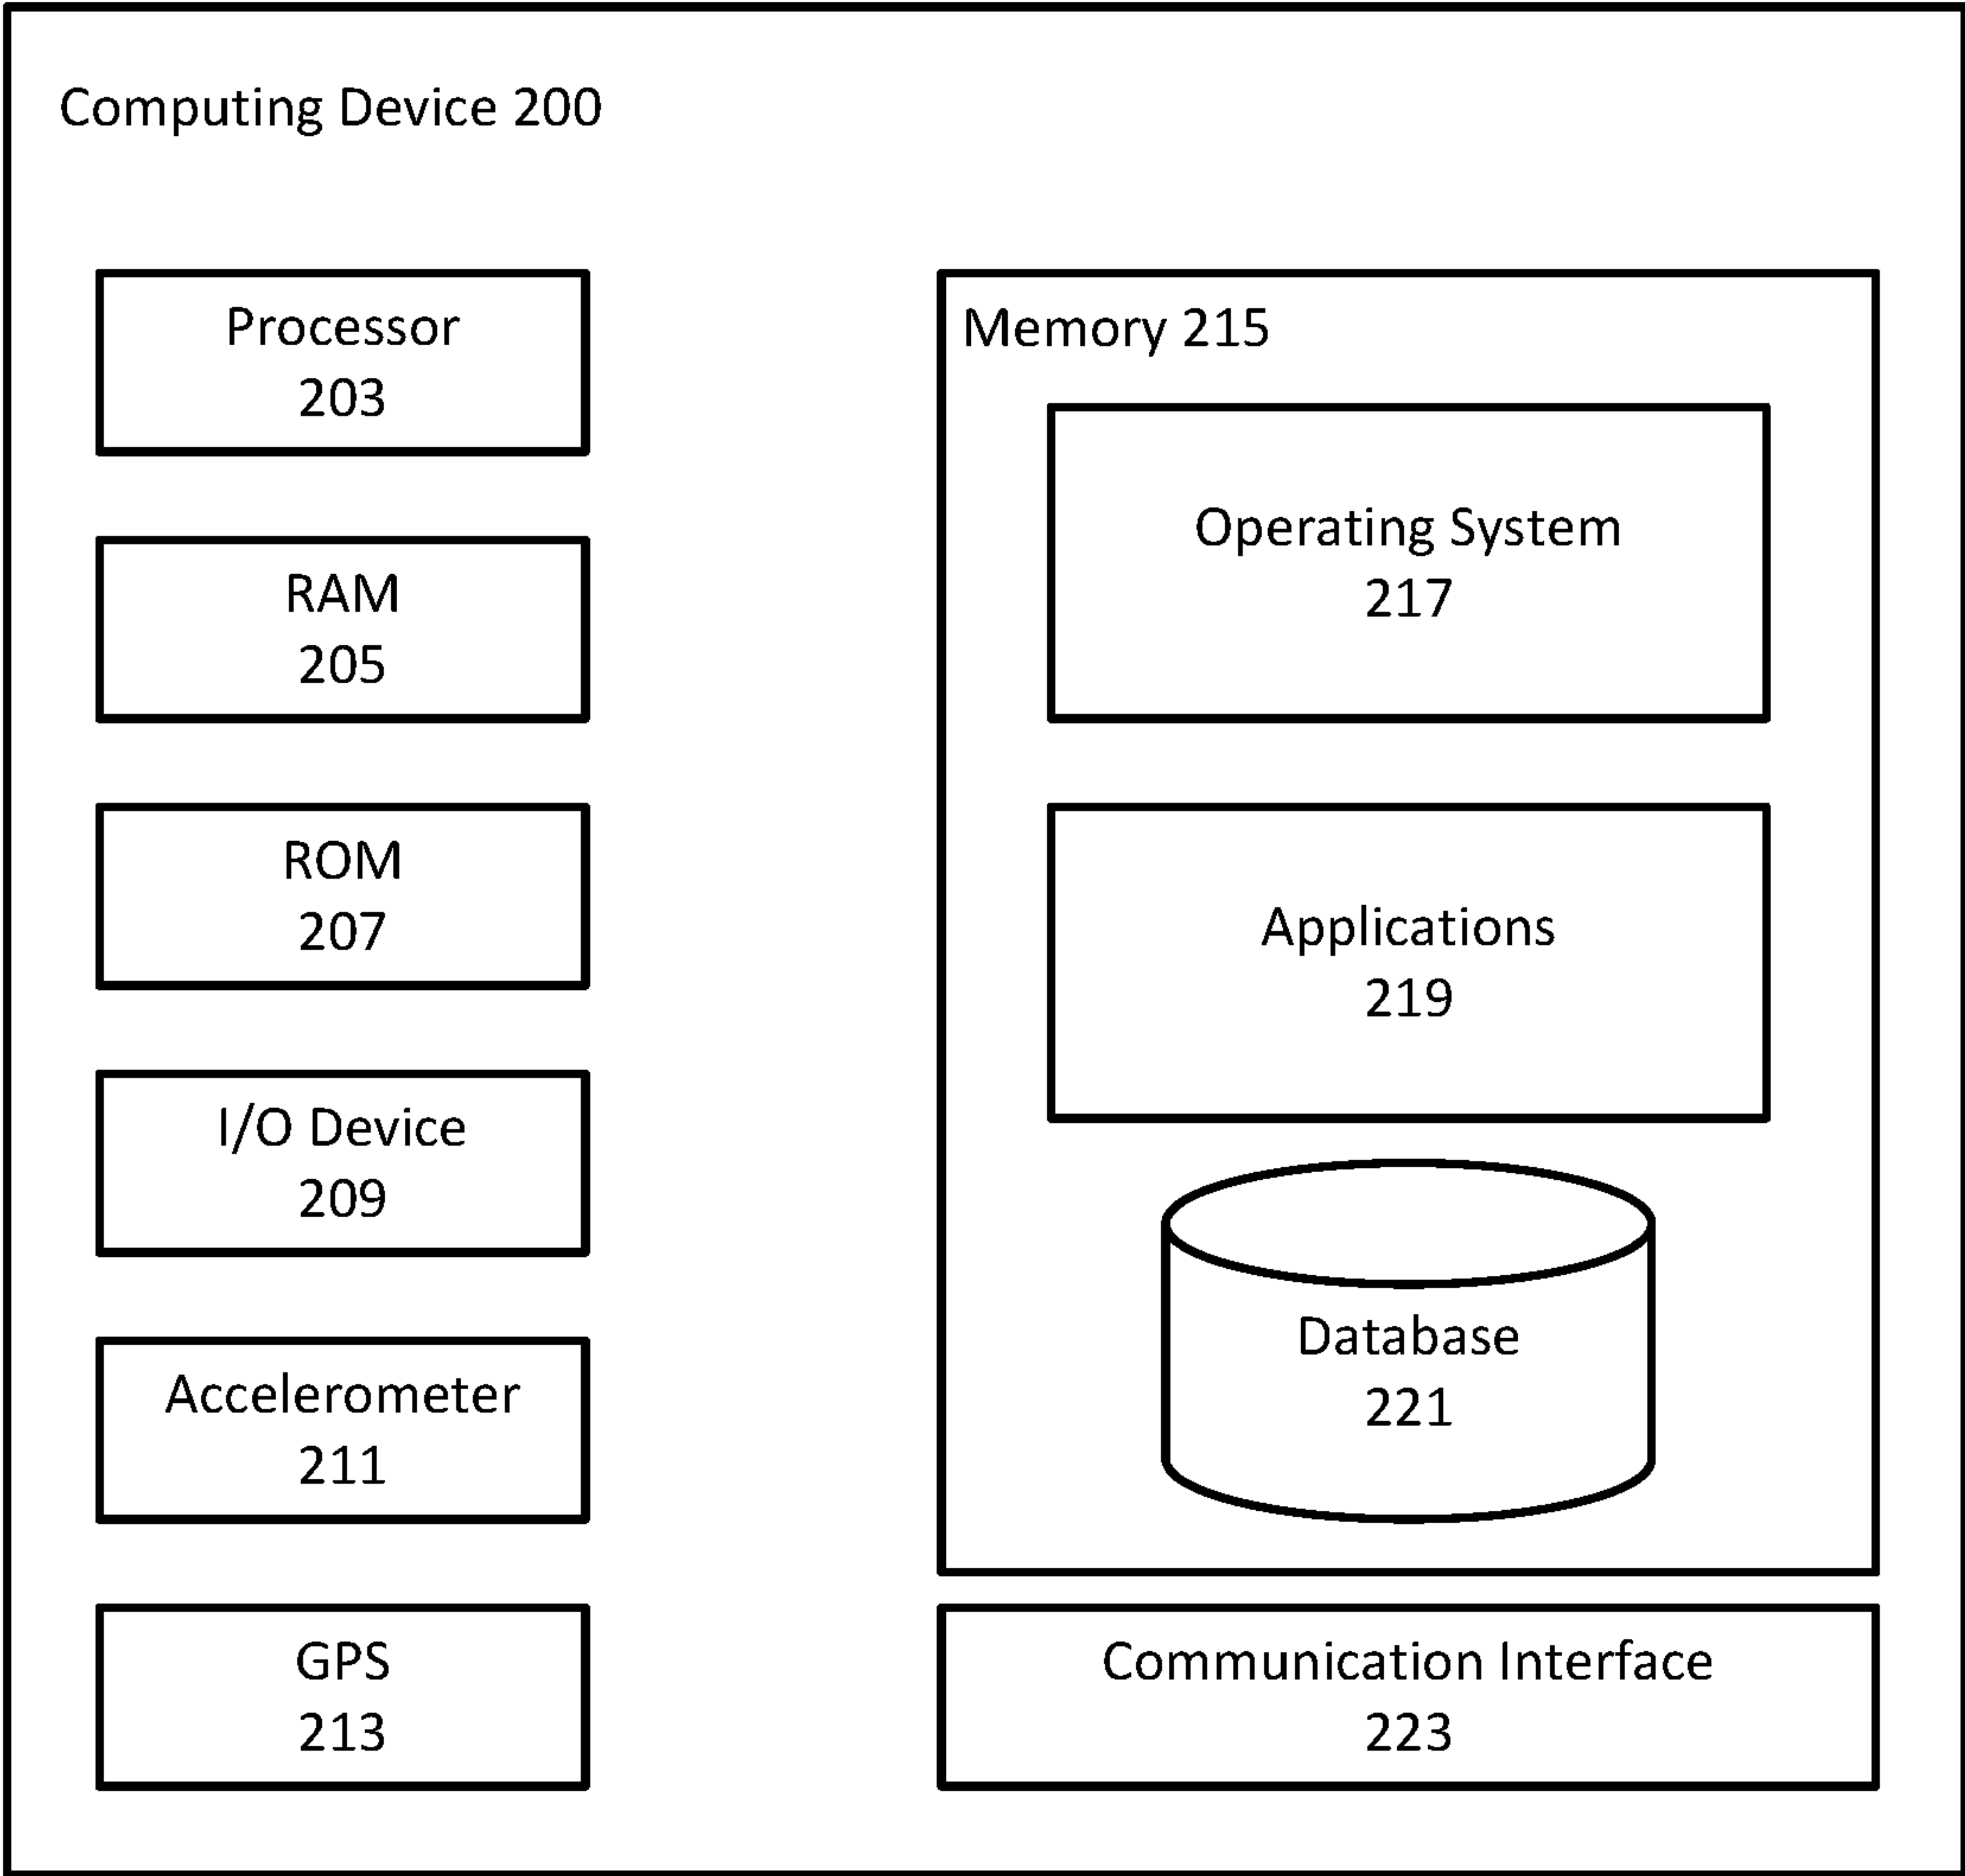 Computing Device 200
Processor
203
RAM
205
ROM
207
I/O Device
209
Accelerometer
211
GPS
213
Memory 215
Operating System
217
Applications
219
Database
221
Communication Interface
223